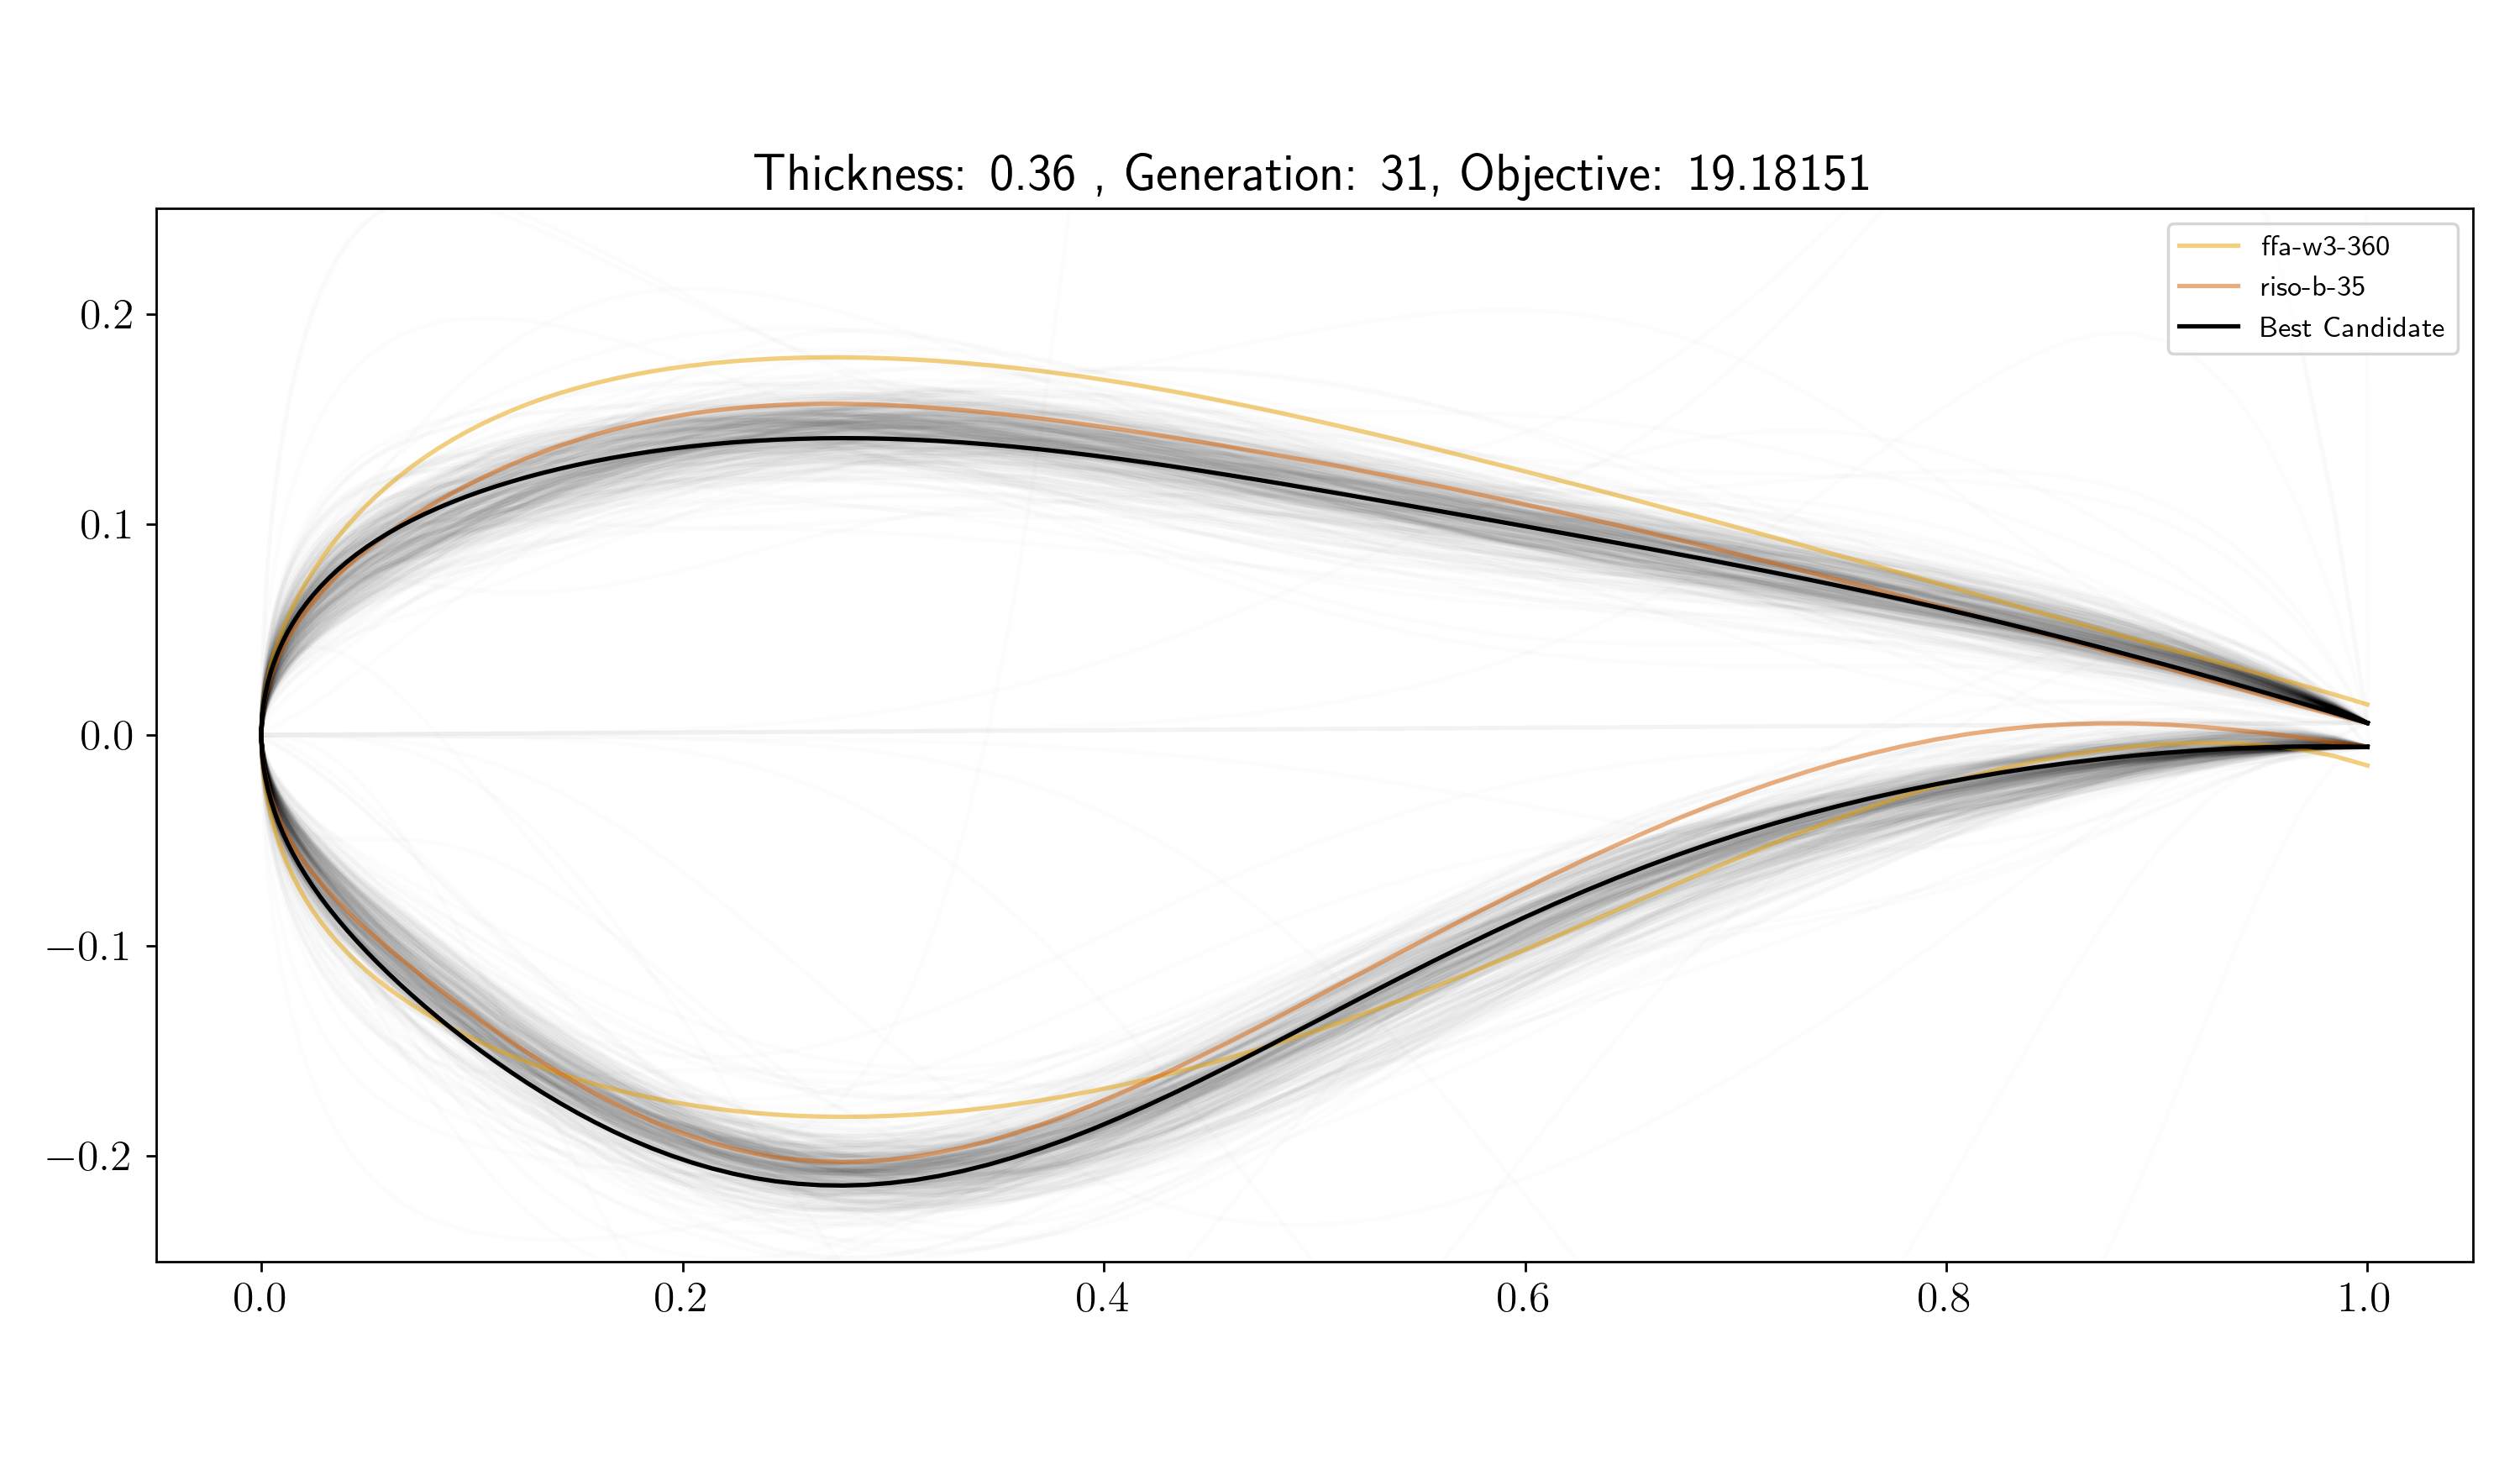 Thickness: 0.36 , Generation: 31, Objective: 19.18151
ffa-w3-360
riso-b-35
Best Candidate
0.2
0.1
0.0
−0.1
−0.2
0.0 0.2 0.4 0.6 0.8 1.0